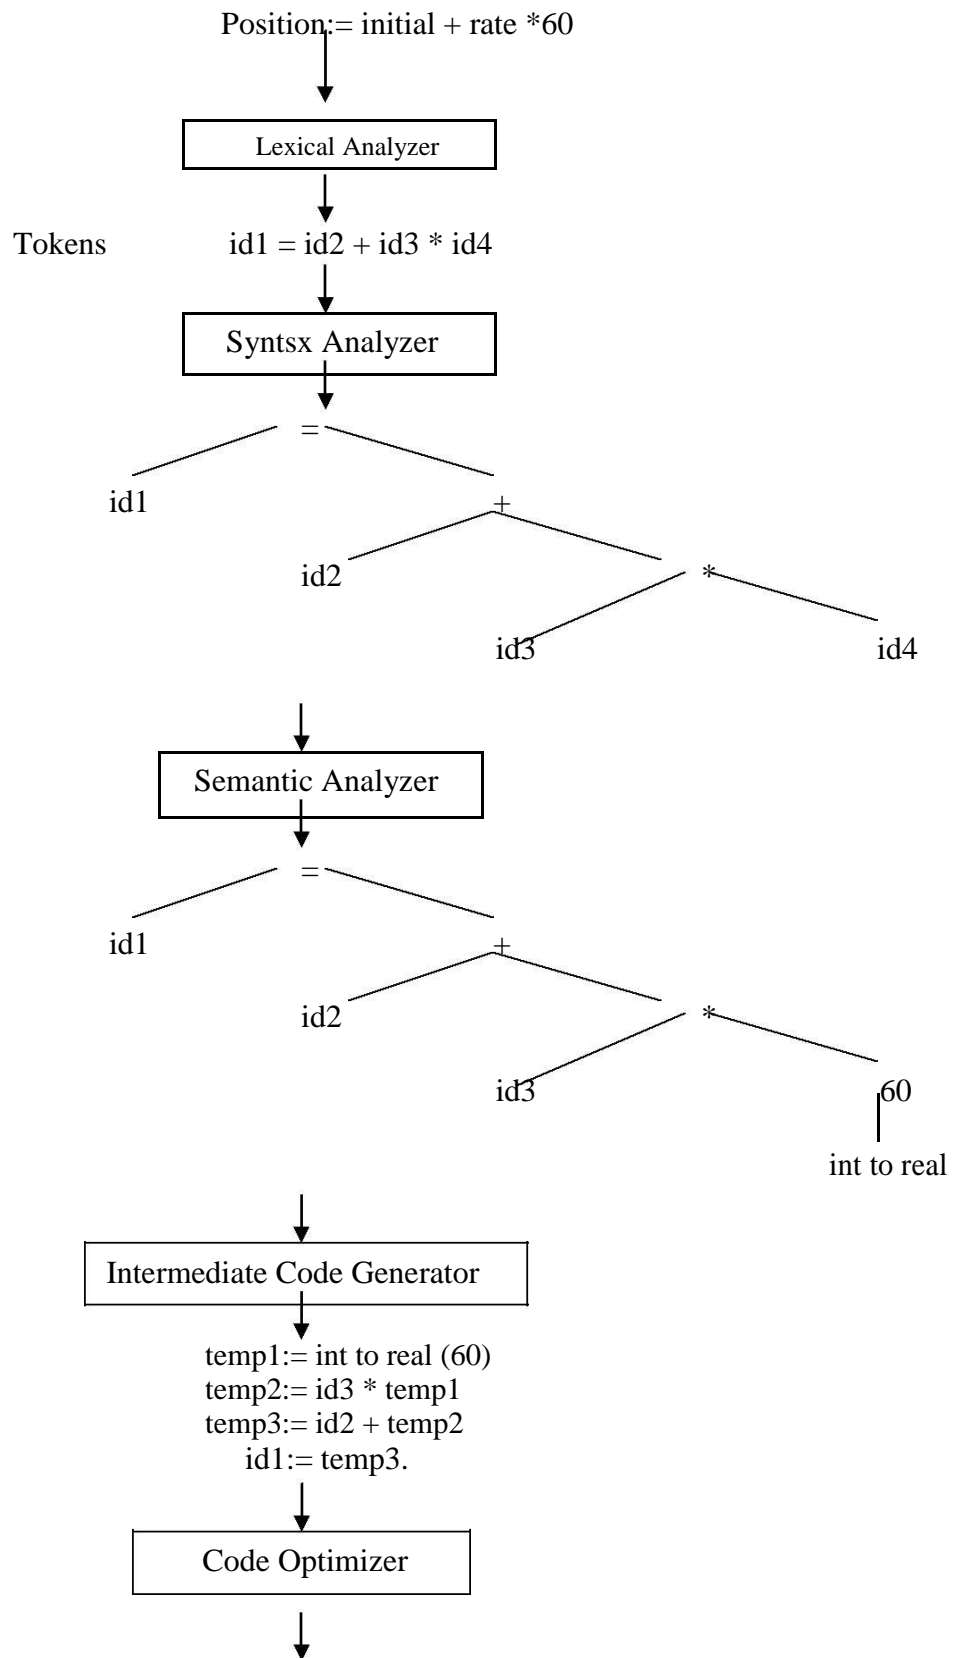 Position:= initial + rate *60
Lexical Analyzer
Tokens id1 = id2 + id3 * id4
Syntsx Analyzer
=
id1
+
id2
*
id3 id4
Semantic Analyzer
=
id1
+
id2
*
id3 60
int to real
Intermediate Code Generator
temp1:= int to real (60)
temp2:= id3 * temp1
temp3:= id2 + temp2
id1:= temp3.
Code Optimizer